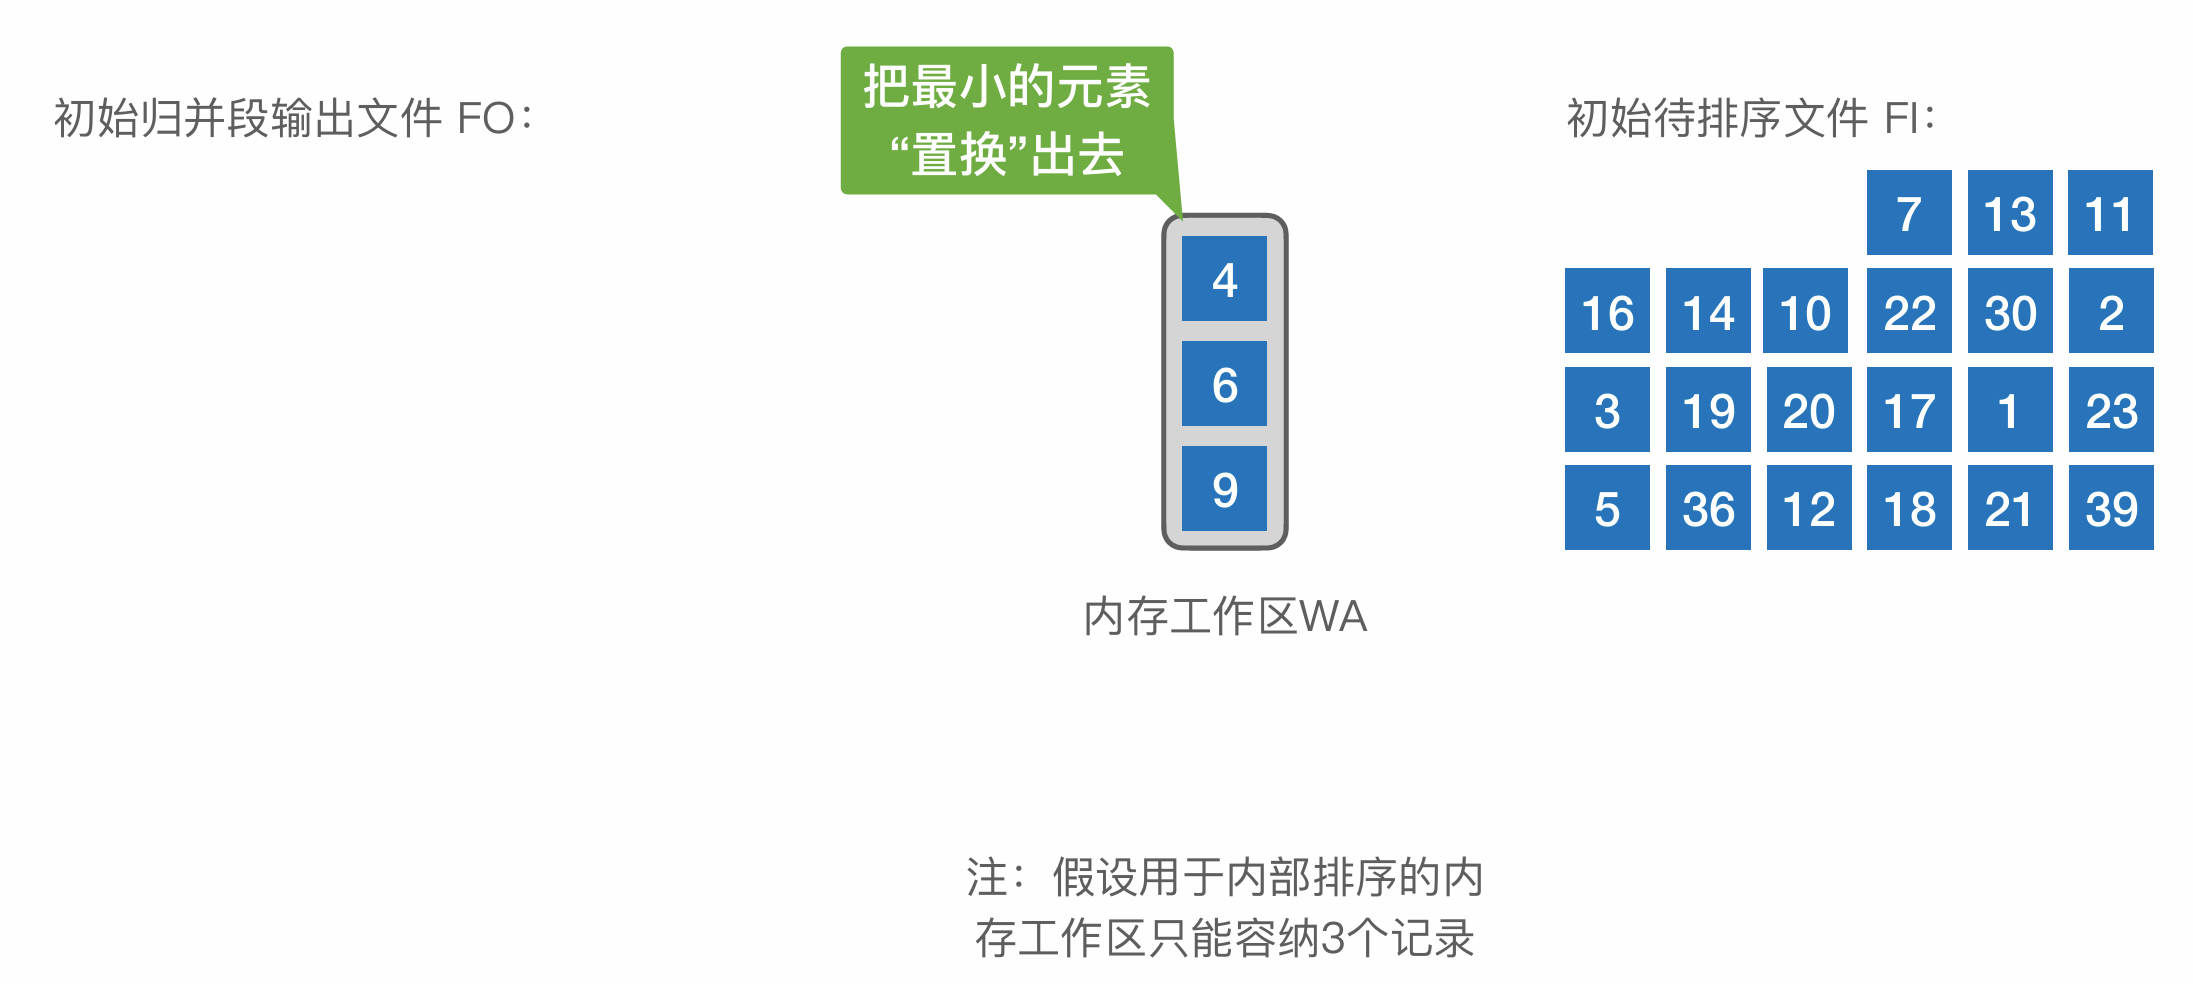 初始归并段输出文件 FO：
把最小的元素
“置换”出去
初始待排序文件 FI：
7 13 11
16 14 10 22 30 2
3 19 20 17 1 23
5 36 12 18 21 39
4
6
9
内存工作区WA
注：假设用于内部排序的内
存工作区只能容纳3个记录